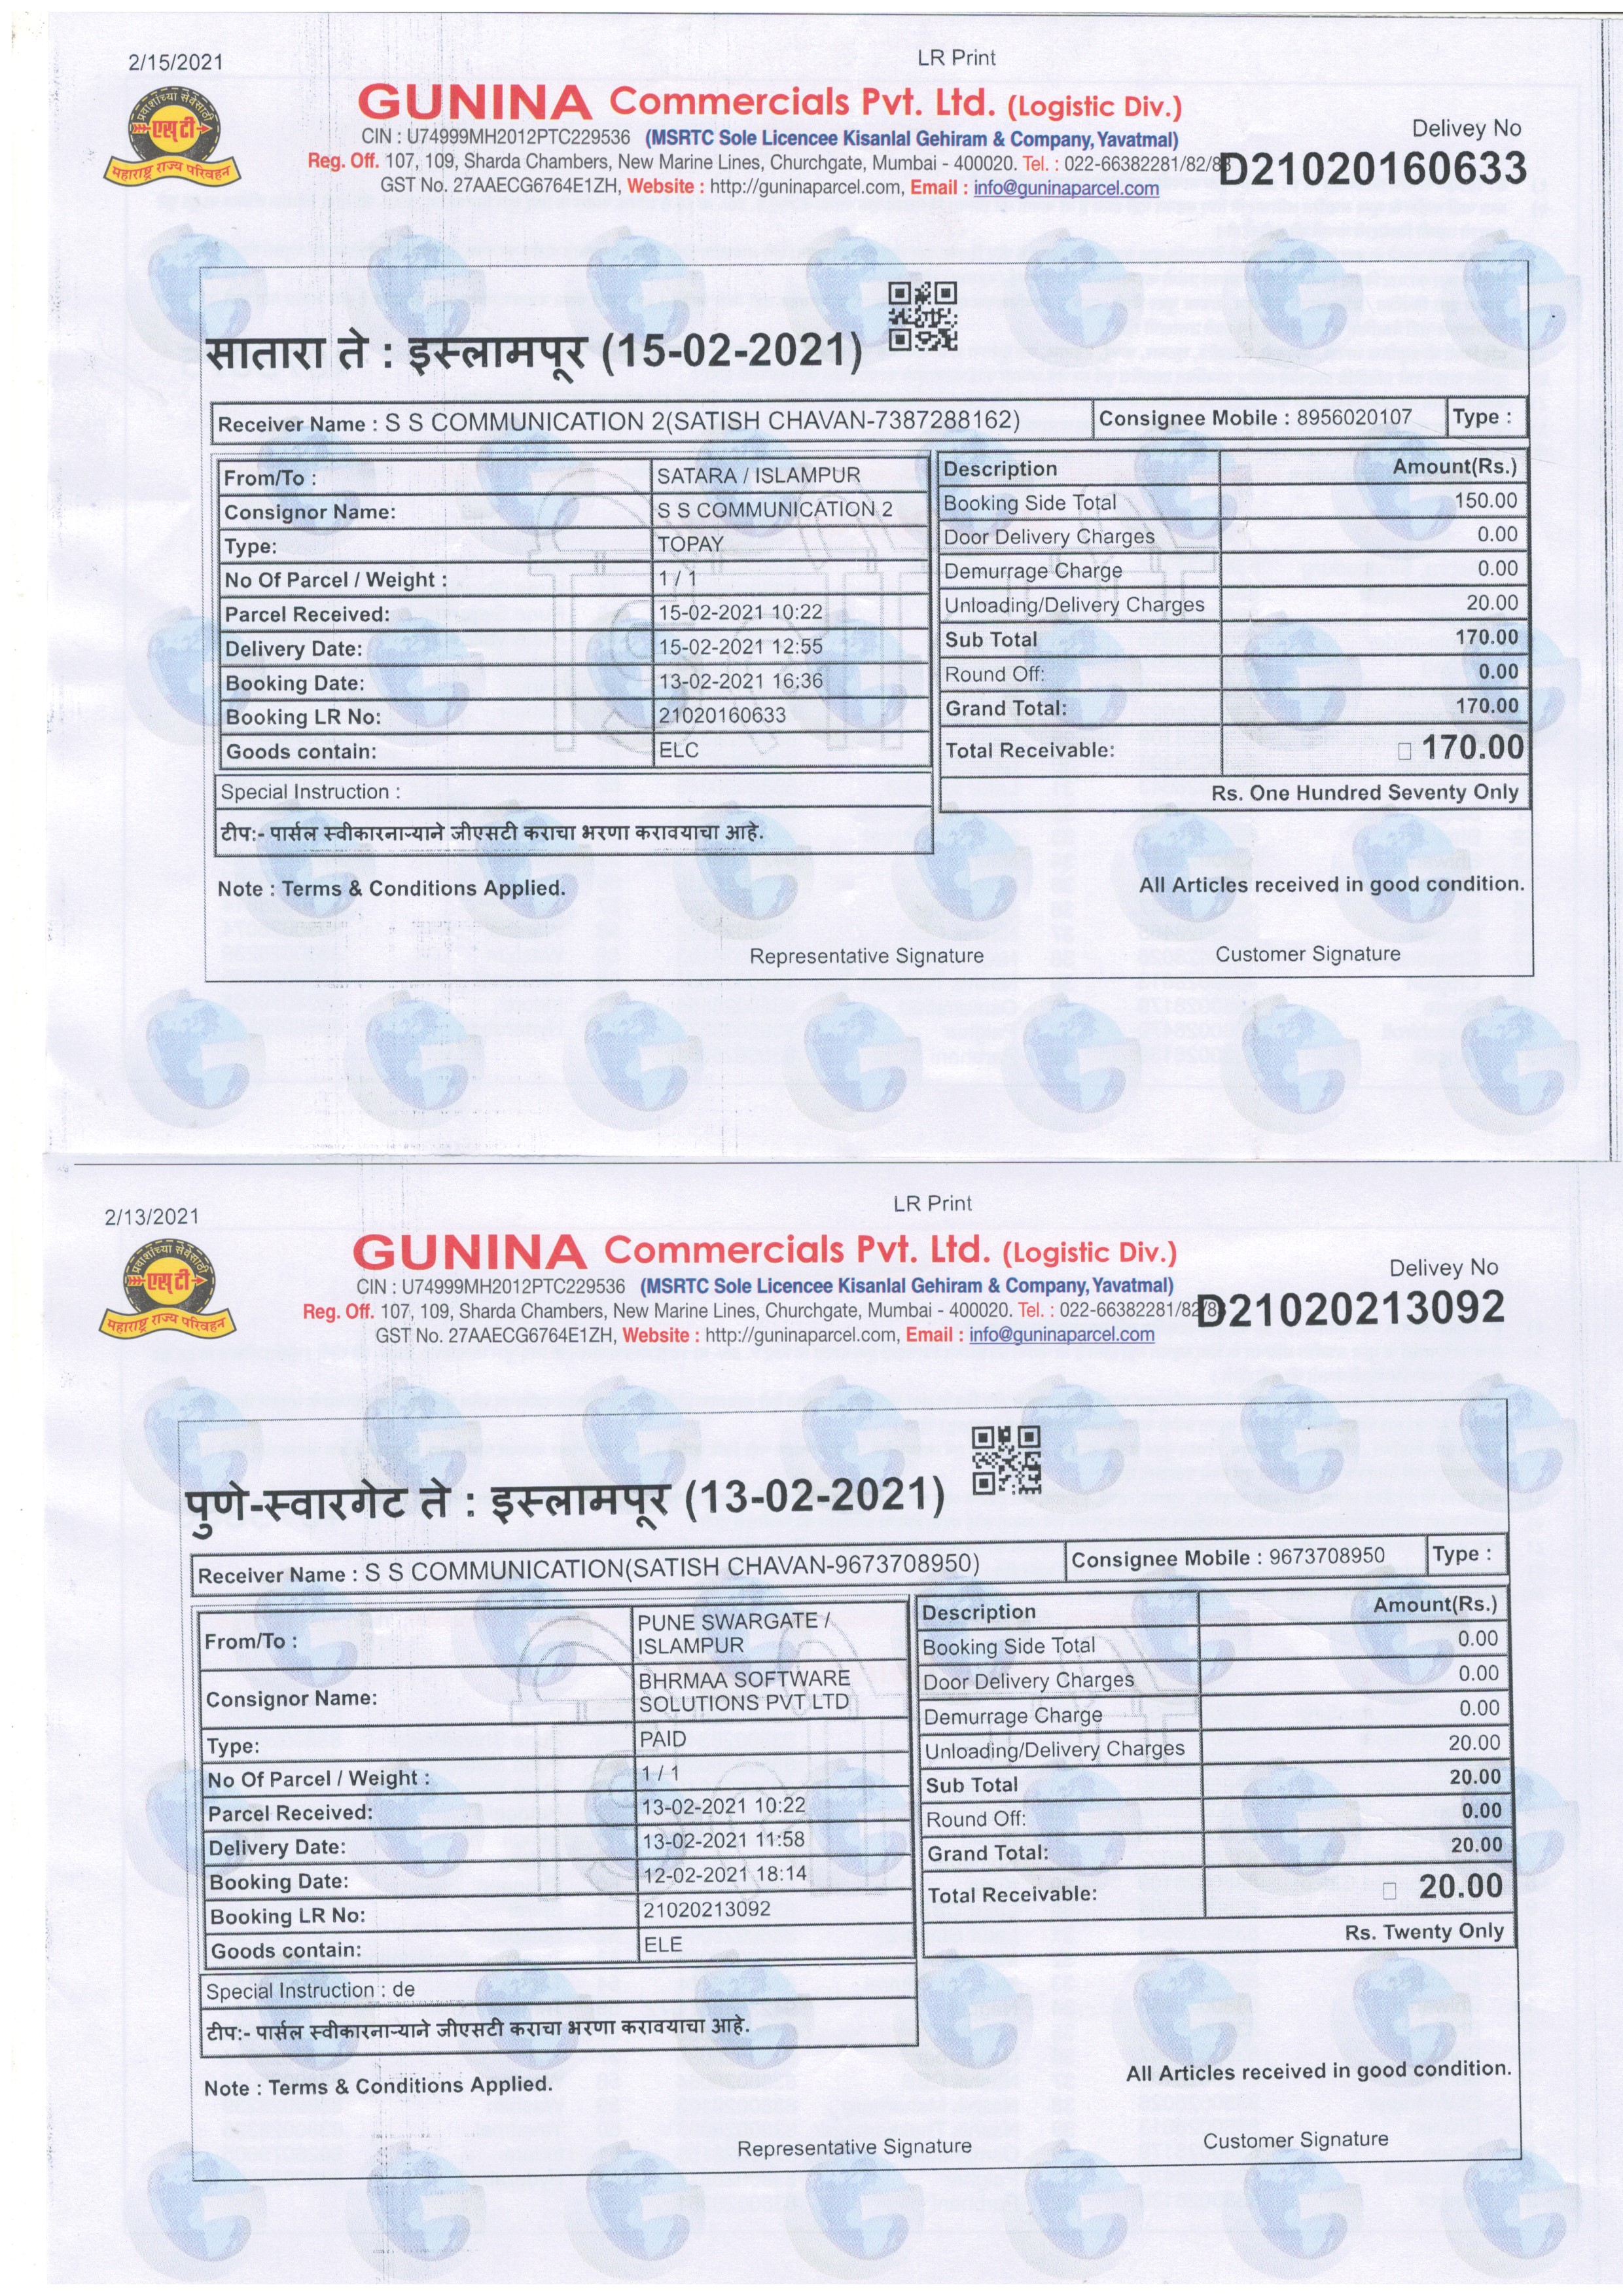 2/15/2021
LR Print
प्रवाशांच्या सेवेसाठी
एस् टी
महाराष्ट्र राज्य परिवहन
GUNINA Commercials Pvt. Ltd. (Logistic Div.)
CIN : U74999MH2012PTC229536 (MSRTC Sole Licencee Kisanlal Gehiram & Company, Yavatmal)
Reg. Off. 107, 109, Sharda Chambers, New Marine Lines, Churchgate, Mumbai - 400020. Tel. : 022-66382281/82/83
GST No. 27AAECG6764E1ZH, Website : http://guninaparcel.com, Email : info@guninaparcel.com
Delivey No
D21020160633
सातारा ते : इस्लामपूर (15-02-2021)
Receiver Name : S S COMMUNICATION 2(SATISH CHAVAN-7387288162) Consignee Mobile : 8956020107 Type :
From/To : SATARA / ISLAMPUR
Consignor Name: S S COMMUNICATION 2
Type: TOPAY
No Of Parcel / Weight : 1 / 1
Parcel Received: 15-02-2021 10:22
Delivery Date: 15-02-2021 12:55
Booking Date: 13-02-2021 16:36
Booking LR No: 21020160633
Goods contain: ELC
Special Instruction :
टीप:- पार्सल स्वीकारनाऱ्याने जीएसटी कराचा भरणा करावयाचा आहे.
Description Amount(Rs.)
Booking Side Total 150.00
Door Delivery Charges 0.00
Demurrage Charge 0.00
Unloading/Delivery Charges 20.00
Sub Total 170.00
Round Off: 0.00
Grand Total: 170.00
Total Receivable: 170.00
Rs. One Hundred Seventy Only
Note : Terms & Conditions Applied.
All Articles received in good condition.
Representative Signature
Customer Signature
2/13/2021
LR Print
प्रवाशांच्या सेवेसाठी
एस् टी
महाराष्ट्र राज्य परिवहन
GUNINA Commercials Pvt. Ltd. (Logistic Div.)
CIN : U74999MH2012PTC229536 (MSRTC Sole Licencee Kisanlal Gehiram & Company, Yavatmal)
Reg. Off. 107, 109, Sharda Chambers, New Marine Lines, Churchgate, Mumbai - 400020. Tel. : 022-66382281/82/83
GST No. 27AAECG6764E1ZH, Website : http://guninaparcel.com, Email : info@guninaparcel.com
Delivey No
D21020213092
पुणे-स्वारगेट ते : इस्लामपूर (13-02-2021)
Receiver Name : S S COMMUNICATION(SATISH CHAVAN-9673708950) Consignee Mobile : 9673708950 Type :
From/To : PUNE SWARGATE /
ISLAMPUR
Consignor Name: BHRMAA SOFTWARE
SOLUTIONS PVT LTD
Type: PAID
No Of Parcel / Weight : 1 / 1
Parcel Received: 13-02-2021 10:22
Delivery Date: 13-02-2021 11:58
Booking Date: 12-02-2021 18:14
Booking LR No: 21020213092
Goods contain: ELE
Special Instruction : de
टीप:- पार्सल स्वीकारनाऱ्याने जीएसटी कराचा भरणा करावयाचा आहे.
Description Amount(Rs.)
Booking Side Total 0.00
Door Delivery Charges 0.00
Demurrage Charge 0.00
Unloading/Delivery Charges 20.00
Sub Total 20.00
Round Off: 0.00
Grand Total: 20.00
Total Receivable: 20.00
Rs. Twenty Only
Note : Terms & Conditions Applied.
All Articles received in good condition.
Representative Signature
Customer Signature